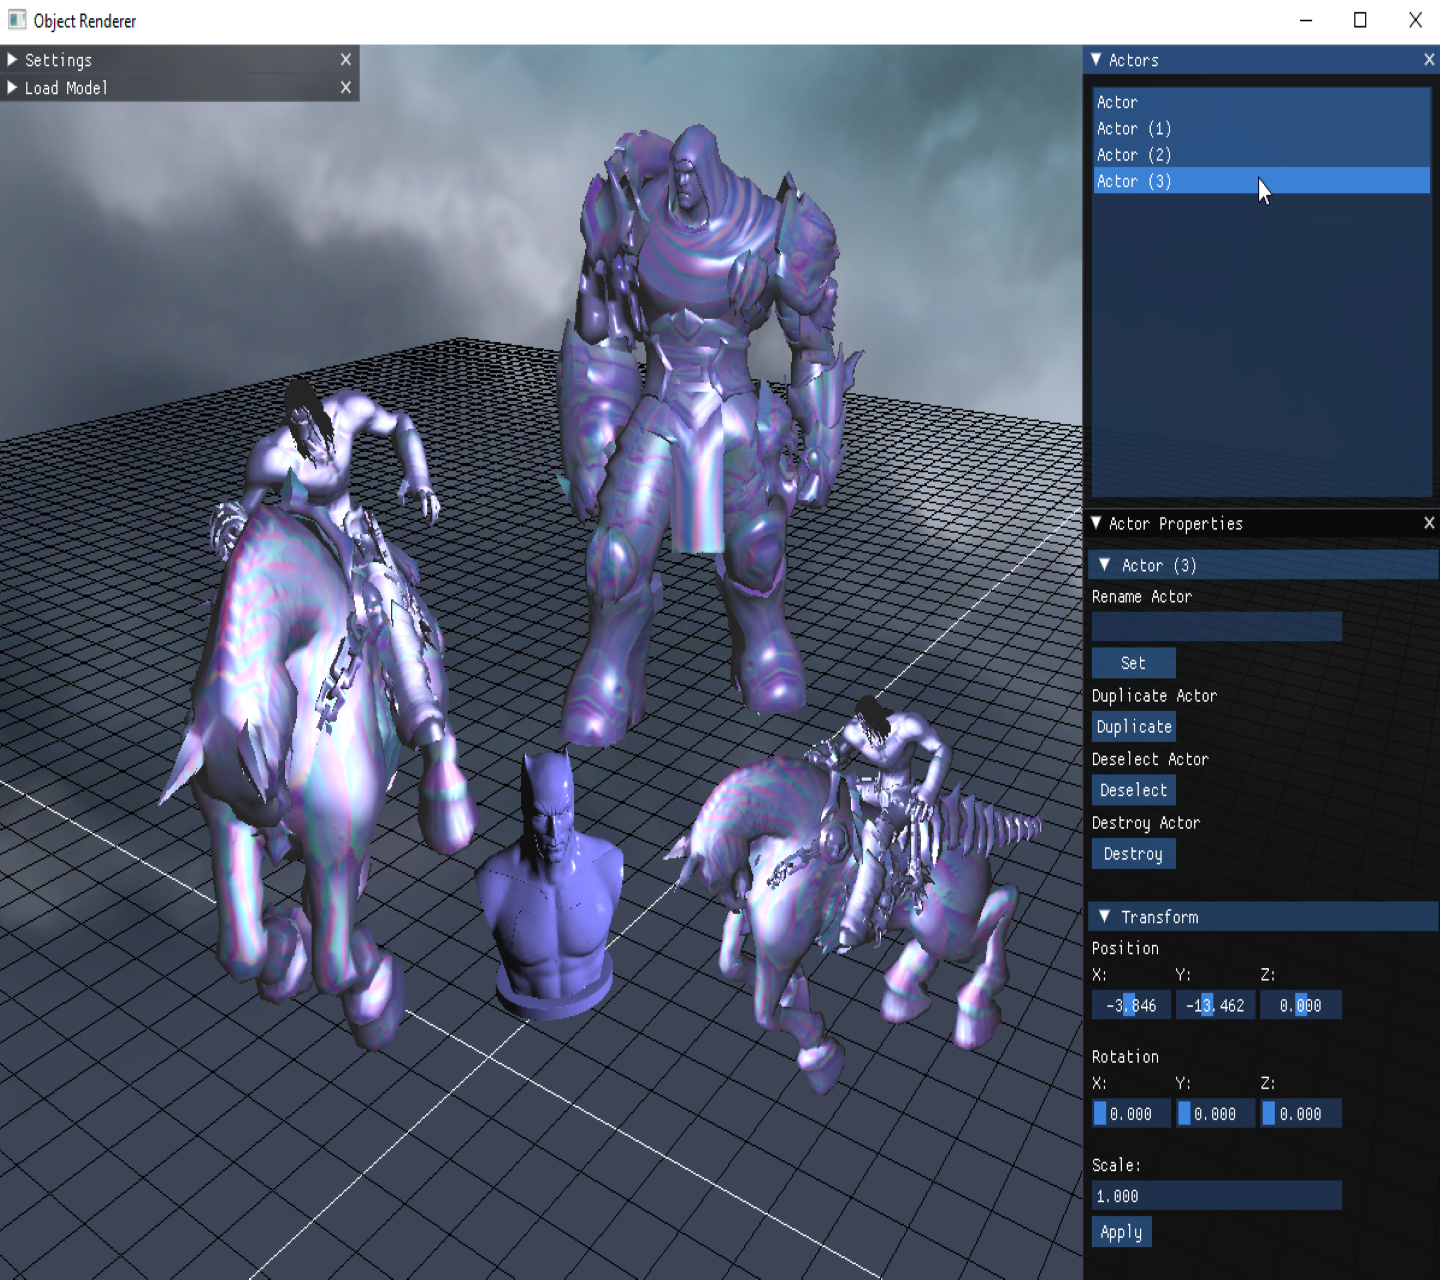 Object Renderer
Settings
Load Model
Actors
Actor
Actor (1)
Actor (2)
Actor (3)
Actor Properties
Actor (3)
Rename Actor
Set
Duplicate Actor
Duplicate
Deselect Actor
Deselect
Destroy Actor
Destroy
Transform
Position
X: Y: Z:
-3.846 -13.462 0.000
Rotation
X: Y: Z:
0.000 0.000 0.000
Scale:
1.000
Apply